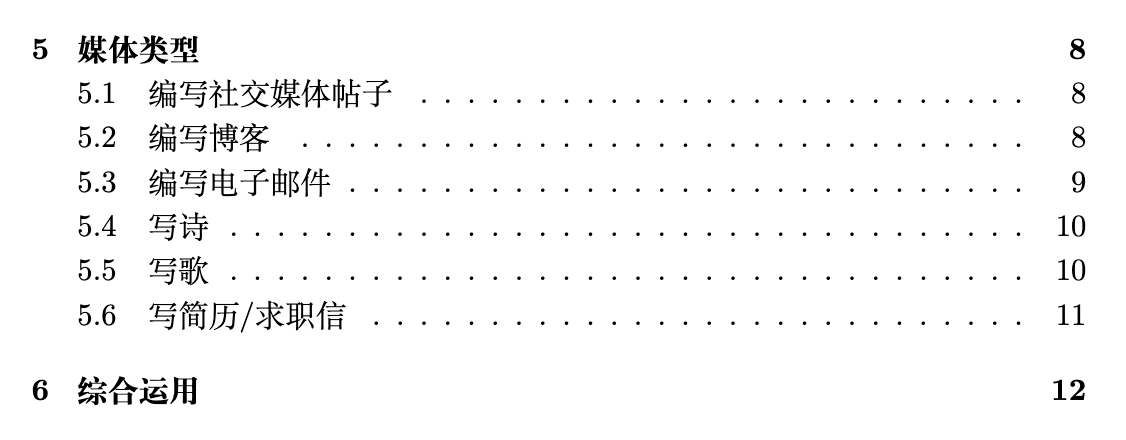 5 媒体类型 8
5.1 编写社交媒体帖子 . . . . . . . . . . . . . . . . . . . . . . . . . . 8
5.2 编写博客 . . . . . . . . . . . . . . . . . . . . . . . . . . . . . . . 8
5.3 编写电子邮件 . . . . . . . . . . . . . . . . . . . . . . . . . . . . . 9
5.4 写诗 . . . . . . . . . . . . . . . . . . . . . . . . . . . . . . . . . . 10
5.5 写歌 . . . . . . . . . . . . . . . . . . . . . . . . . . . . . . . . . . 10
5.6 写简历/求职信 . . . . . . . . . . . . . . . . . . . . . . . . . . . . 11
6 综合运用 12